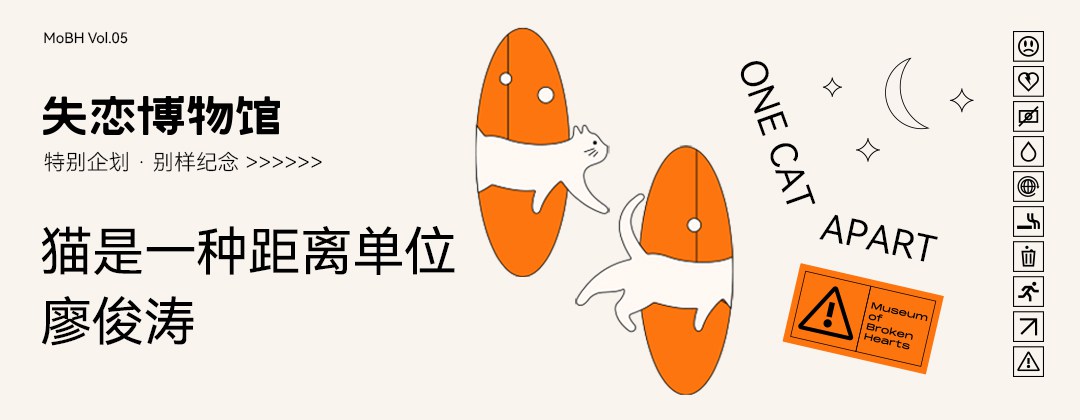 MoBH Vol.05
失恋博物馆
特别企划 · 别样纪念 >>>>>>
猫是一种距离单位
廖俊涛
ONE CAT
APART
Museum
of
Broken
Hearts